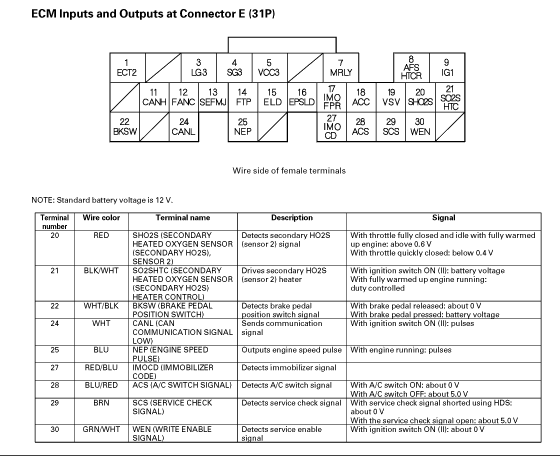 ECM Inputs and Outputs at Connector E (31P)
1 ECT2
3 LG3
4 SG3
5 VCC3
7 MRLY
8 AFS HTCR
9 IG1
11 CANH
12 FANC
13 SEFMJ
14 FTP
15 ELD
16 EPSLD
17 IMO FPR
18 ACC
19 VSV
20 SHO2S
21 SO2S HTC
22 BKSW
24 CANL
25 NEP
27 IMO CD
28 ACS
29 SCS
30 WEN
Wire side of female terminals
NOTE: Standard battery voltage is 12 V.
Terminal number Wire color Terminal name Description Signal
20 RED SHO2S (SECONDARY HEATED OXYGEN SENSOR (SECONDARY HO2S), SENSOR 2) Detects secondary HO2S (sensor 2) signal With throttle fully closed and idle with fully warmed up engine: above 0.6 V
With throttle quickly closed: below 0.4 V
21 BLK/WHT SO2SHTC (SECONDARY HEATED OXYGEN SENSOR (SECONDARY HO2S) HEATER CONTROL) Drives secondary HO2S (sensor 2) heater With ignition switch ON (II): battery voltage
With fully warmed up engine running: duty controlled
22 WHT/BLK BKSW (BRAKE PEDAL POSITION SWITCH) Detects brake pedal position switch signal With brake pedal released: about 0 V
With brake pedal pressed: battery voltage
24 WHT CANL (CAN COMMUNICATION SIGNAL LOW) Sends communication signal With ignition switch ON (II): pulses
25 BLU NEP (ENGINE SPEED PULSE) Outputs engine speed pulse With engine running: pulses
27 RED/BLU IMOCD (IMMOBILIZER CODE) Detects immobilizer signal
28 BLU/RED ACS (A/C SWITCH SIGNAL) Detects A/C switch signal With A/C switch ON: about 0 V
With A/C switch OFF: about 5.0 V
29 BRN SCS (SERVICE CHECK SIGNAL) Detects service check signal With service check signal shorted using HDS: about 0 V
With the service check signal open: about 5.0 V
30 GRN/WHT WEN (WRITE ENABLE SIGNAL) Detects service enable signal With ignition switch ON (II): about 0 V